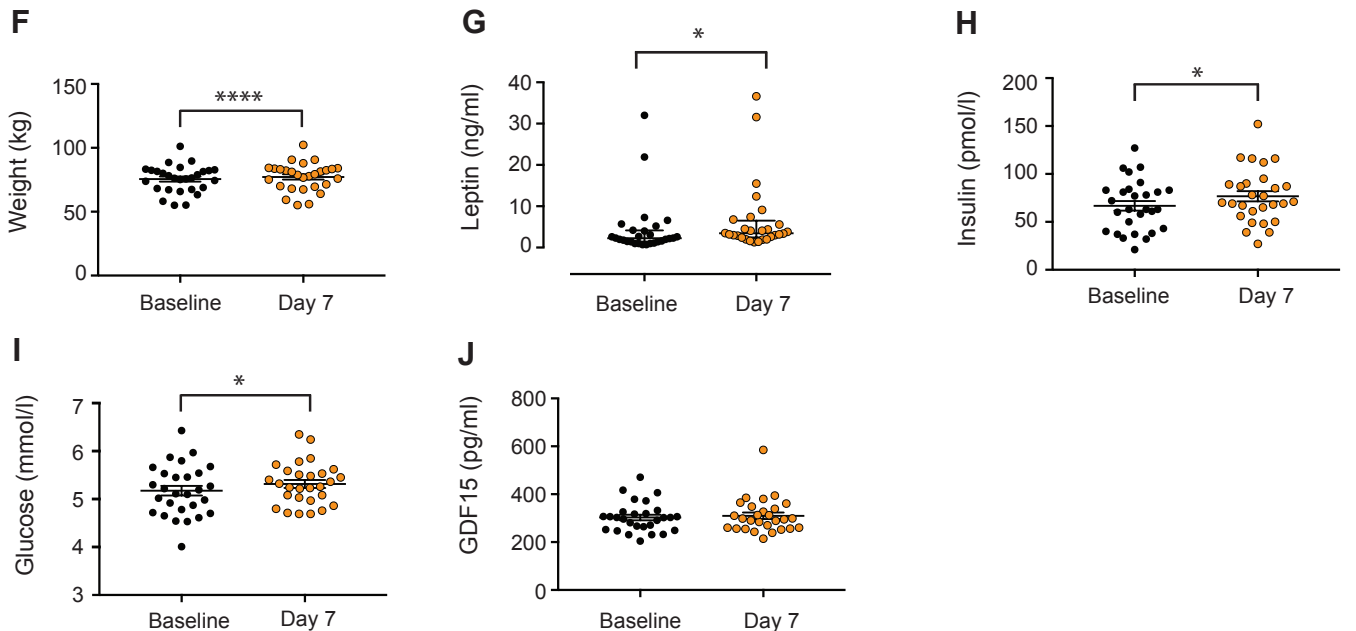 F
Weight (kg)
150
100
50
0
****
Baseline
Day 7
G
Leptin (ng/ml)
40
30
20
10
0
*
Baseline
Day 7
H
Insulin (pmol/l)
200
150
100
50
0
*
Baseline
Day 7
I
Glucose (mmol/l)
7
6
5
4
3
*
Baseline
Day 7
J
GDF15 (pg/ml)
800
600
400
200
0
Baseline
Day 7